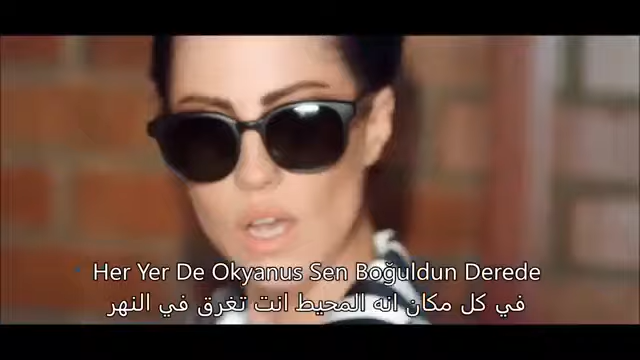 Her Yer De Okyanus Sen Boğuldun Derede
في كل مكان انه المحيط انت تغرق في النهر